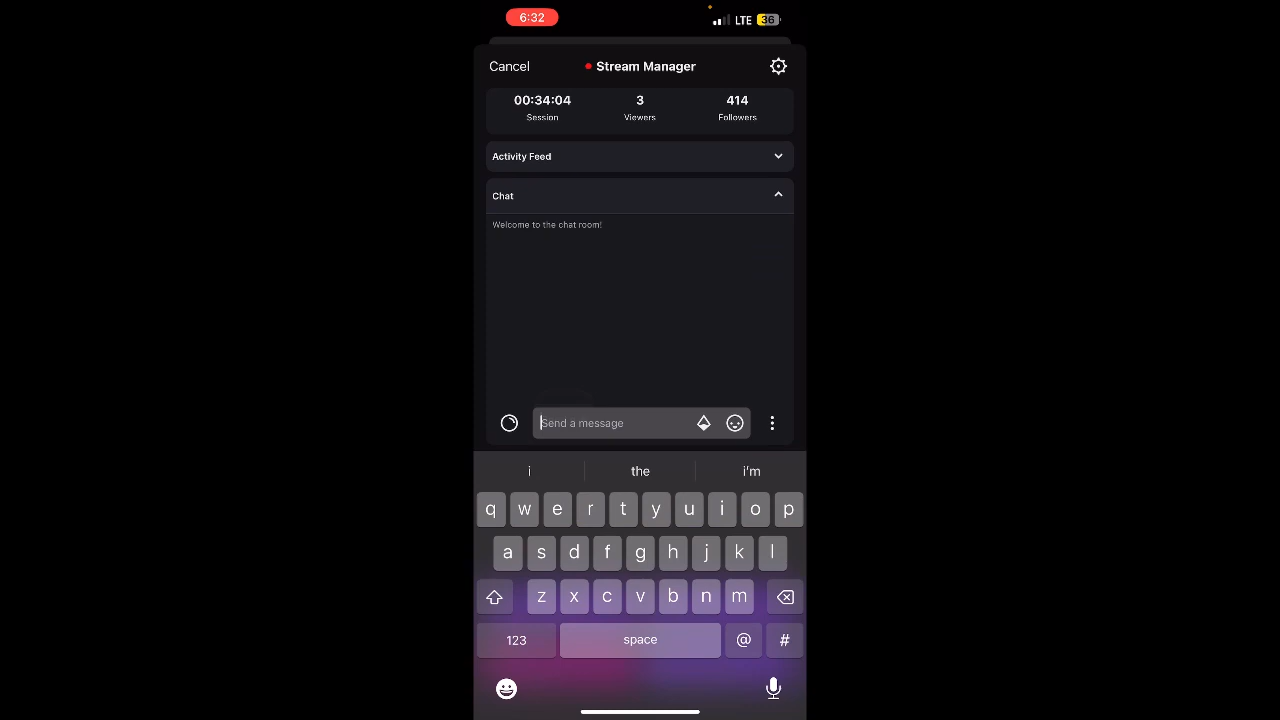 6:32
LTE 36
Cancel
Stream Manager
00:34:04 3 414
Session Viewers Followers
Activity Feed
Chat
Welcome to the chat room!
Send a message
i the i'm
q w e r t y u i o p
a s d f g h j k l
z x c v b n m
123 space @ #